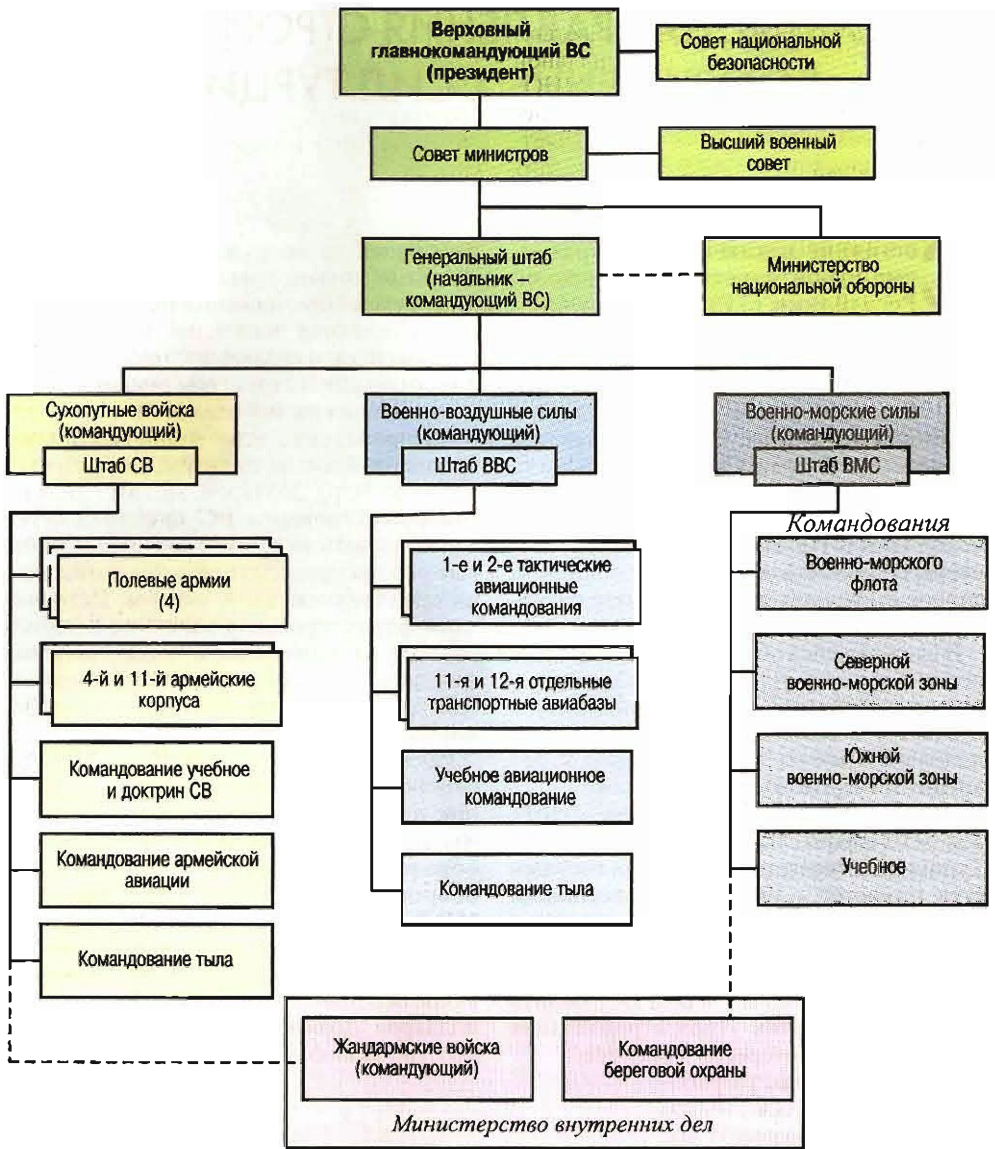 Верховный
главнокомандующий ВС
(президент)
Совет национальной
безопасности
Совет министров
Высший военный
совет
Генеральный штаб
(начальник –
командующий ВС)
Министерство
национальной обороны
Сухопутные войска
(командующий)
Штаб СВ
Военно-воздушные силы
(командующий)
Штаб ВВС
Военно-морские силы
(командующий)
Штаб ВМС
Полевые армии
(4)
4-й и 11-й армейские
корпуса
Командование учебное
и доктрин СВ
Командование армейской
авиации
Командование тыла
1-е и 2-е тактические
авиационные
командования
11-я и 12-я отдельные
транспортные авиабазы
Учебное авиационное
командование
Командование тыла
Командования
Военно-морского
флота
Северной
военно-морской зоны
Южной
военно-морской зоны
Учебное
Жандармские войска
(командующий)
Командование
береговой охраны
Министерство внутренних дел